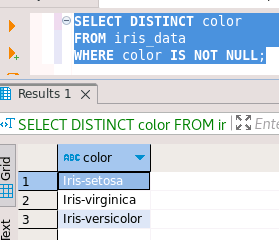 SELECT DISTINCT color
FROM iris_data
WHERE color IS NOT NULL;
Results 1
SELECT DISTINCT color FROM ir
Ente
Grid
Text
ABC color
1 Iris-setosa
2 Iris-virginica
3 Iris-versicolor